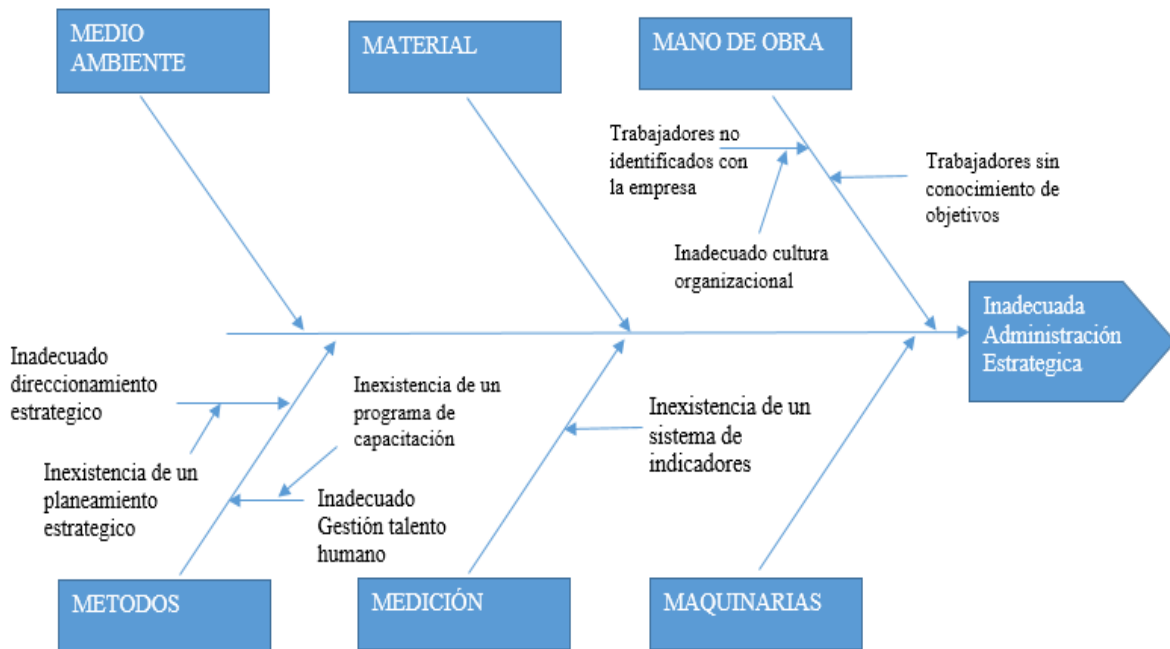 MEDIO
AMBIENTE
MATERIAL
MANO DE OBRA
Trabajadores no
identificados con
la empresa
Trabajadores sin
conocimiento de
objetivos
Inadecuado cultura
organizacional
Inadecuada
Administración
Estrategica
Inadecuado
direccionamiento
estrategico
Inexistencia de un
programa de
capacitación
Inexistencia de un
sistema de
indicadores
Inexistencia de un
planeamiento
estrategico
Inadecuado
Gestión talento
humano
METODOS
MEDICIÓN
MAQUINARIAS